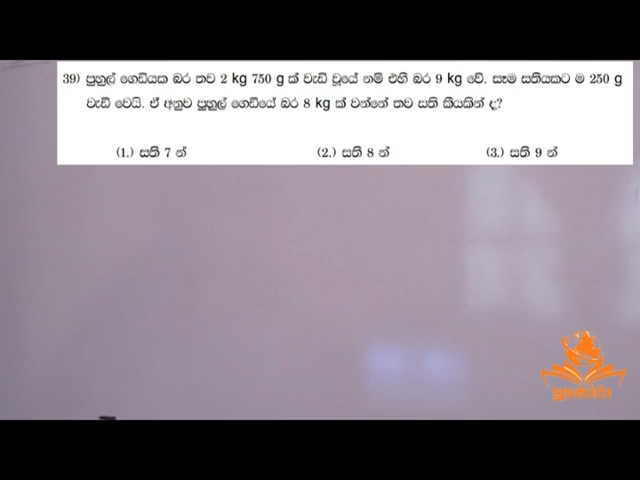 39) පුහුල් ගෙඩියක බර තව 2 kg 750 g ක් වැඩි වූයේ නම් එහි බර 9 kg වේ. සෑම සතියකට ම 250 g
වැඩි වෙයි. ඒ අනුව පුහුල් ගෙඩියේ බර 8 kg ක් වන්නේ තව සති කීයකින් ද?
(1.) සති 7 න් (2.) සති 8 න් (3.) සති 9 න්